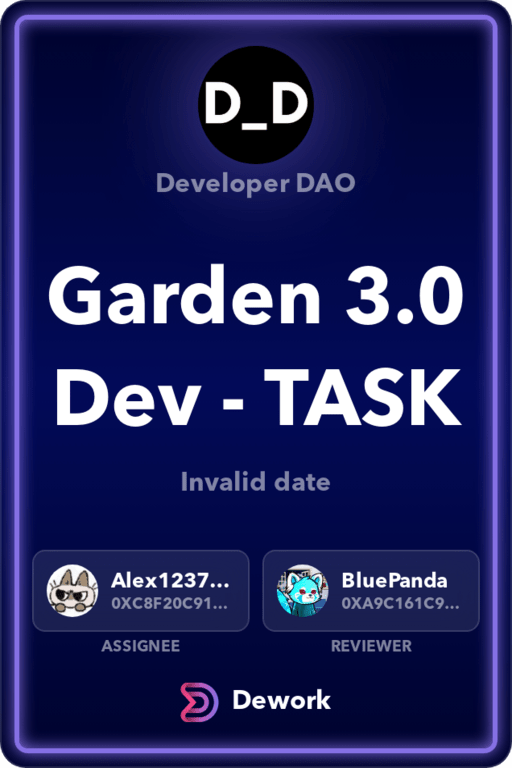 D_D
Developer DAO
Garden 3.0
Dev - TASK
Invalid date
Alex1237...
0XC8F20C91...
ASSIGNEE
BluePanda
0XA9C161C9...
REVIEWER
Dework